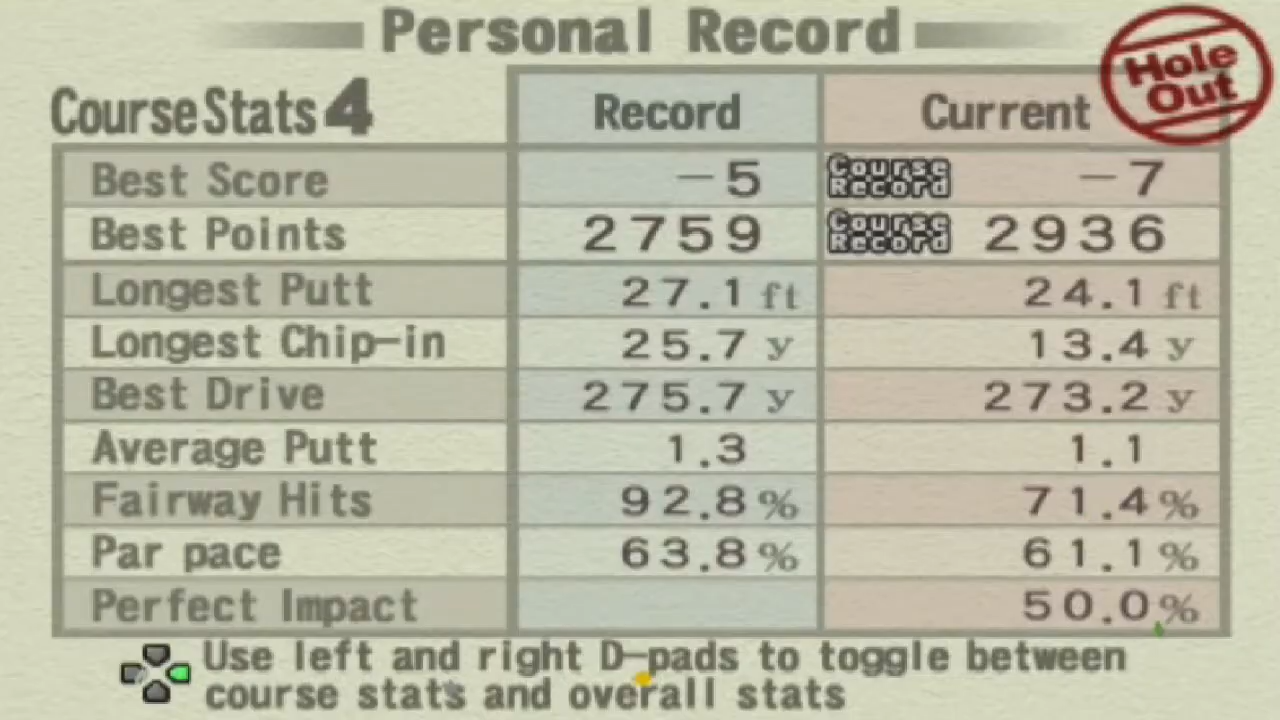 Personal Record
Hole
Out
Course Stats 4 Record Current
Best Score -5 Course Record -7
Best Points 2759 Course Record 2936
Longest Putt 27.1 ft 24.1 ft
Longest Chip-in 25.7 y 13.4 y
Best Drive 275.7 y 273.2 y
Average Putt 1.3 1.1
Fairway Hits 92.8% 71.4%
Par pace 63.8% 61.1%
Perfect Impact 50.0%
Use left and right D-pads to toggle between
course stats and overall stats